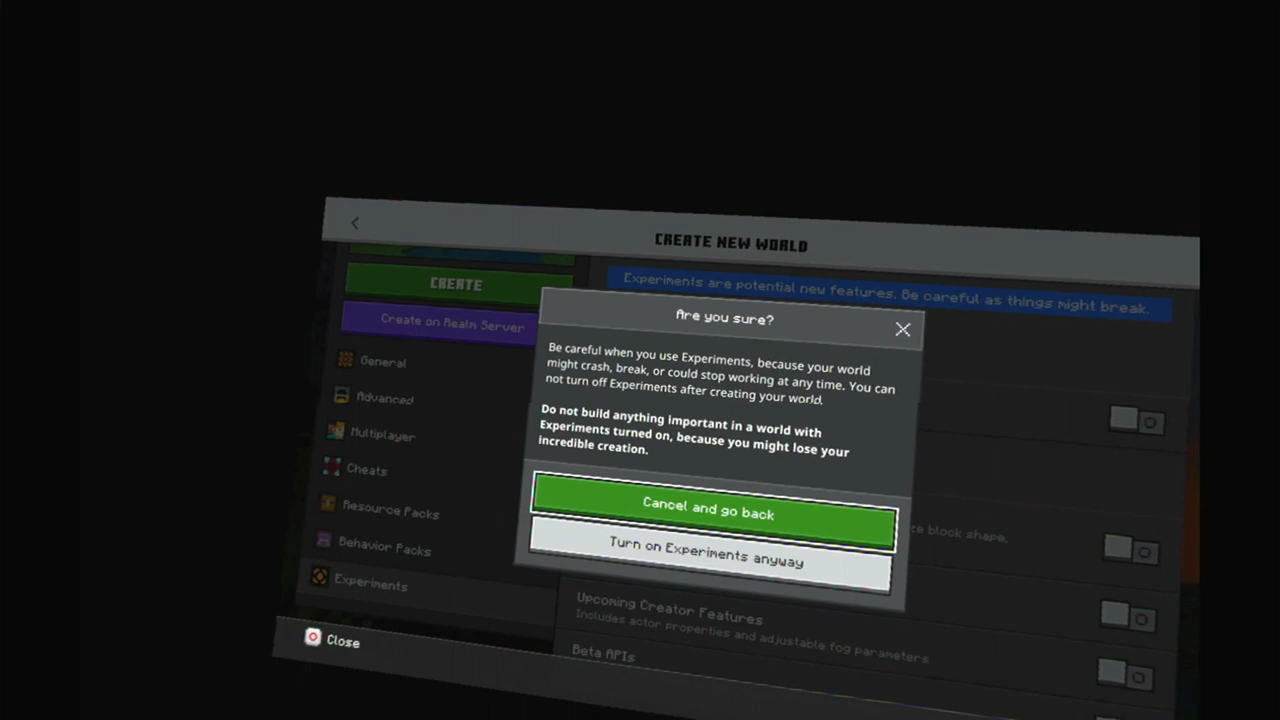 CREATE NEW WORLD
CREATE
Create on Realm Server
General
Advanced
Multiplayer
Cheats
Resource Packs
Behavior Packs
Experiments
Close
Experiments are potential new features. Be careful as things might break.
Are you sure?
Be careful when you use Experiments, because your world
might crash, break, or could stop working at any time. You can
not turn off Experiments after creating your world.
Do not build anything important in a world with
Experiments turned on, because you might lose your
incredible creation.
Cancel and go back
Turn on Experiments anyway
block shape,
Upcoming Creator Features
Includes actor properties and adjustable fog parameters
Beta APIs